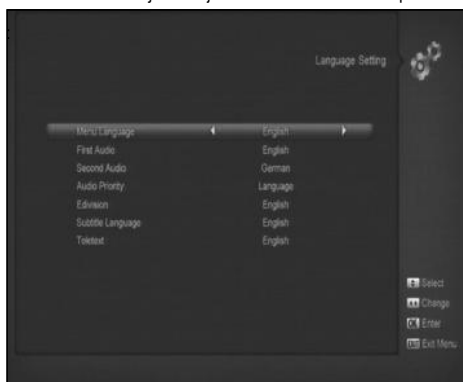 Language Setting
Menu Language English
First Audio English
Second Audio German
Audio Priority Language
Edivision English
Subtitle Language English
Teletext English
Select
Change
OK Enter
EXIT Exit Menu